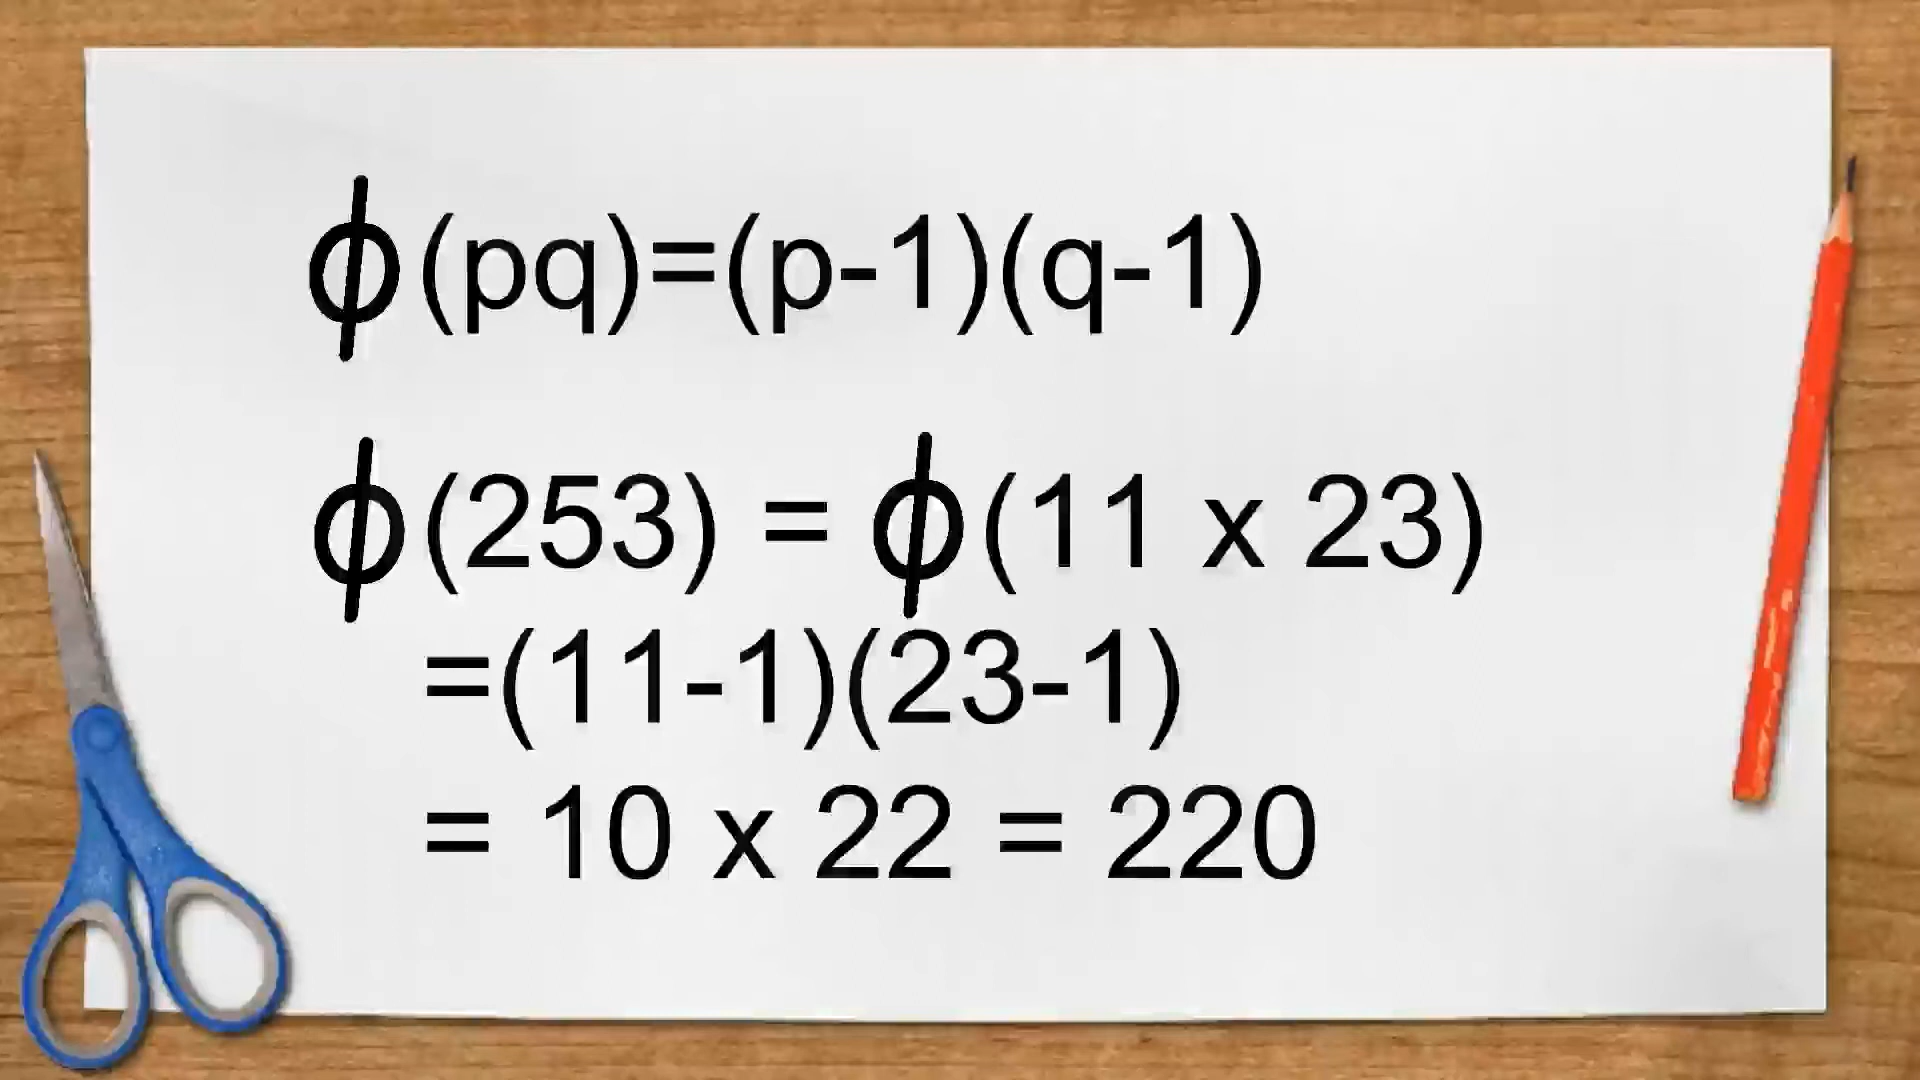 ϕ(pq)=(p-1)(q-1)
ϕ(253) = ϕ(11 x 23)
=(11-1)(23-1)
= 10 x 22 = 220